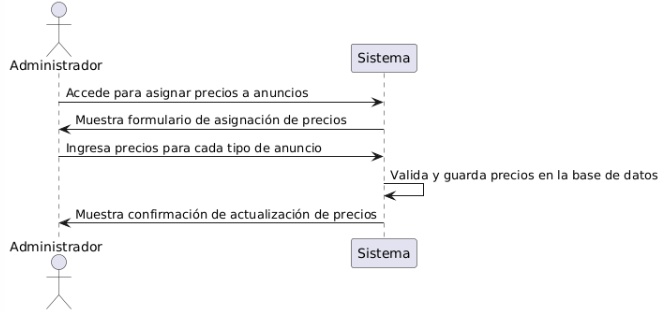 Administrador
Sistema
Accede para asignar precios a anuncios
Muestra formulario de asignación de precios
Ingresa precios para cada tipo de anuncio
Valida y guarda precios en la base de datos
Muestra confirmación de actualización de precios
Administrador
Sistema